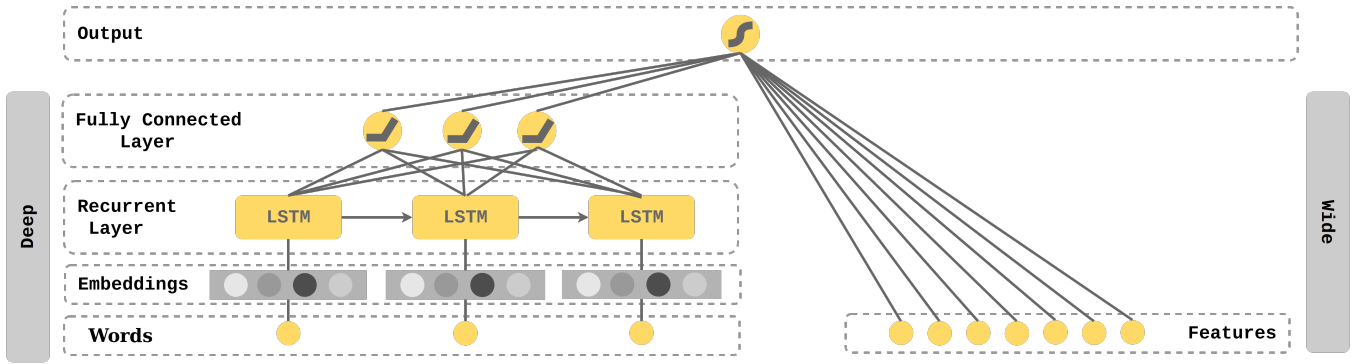 Output
Deep
Fully Connected
Layer
Recurrent
Layer
LSTM
LSTM
LSTM
Embeddings
Words
Features
Wide